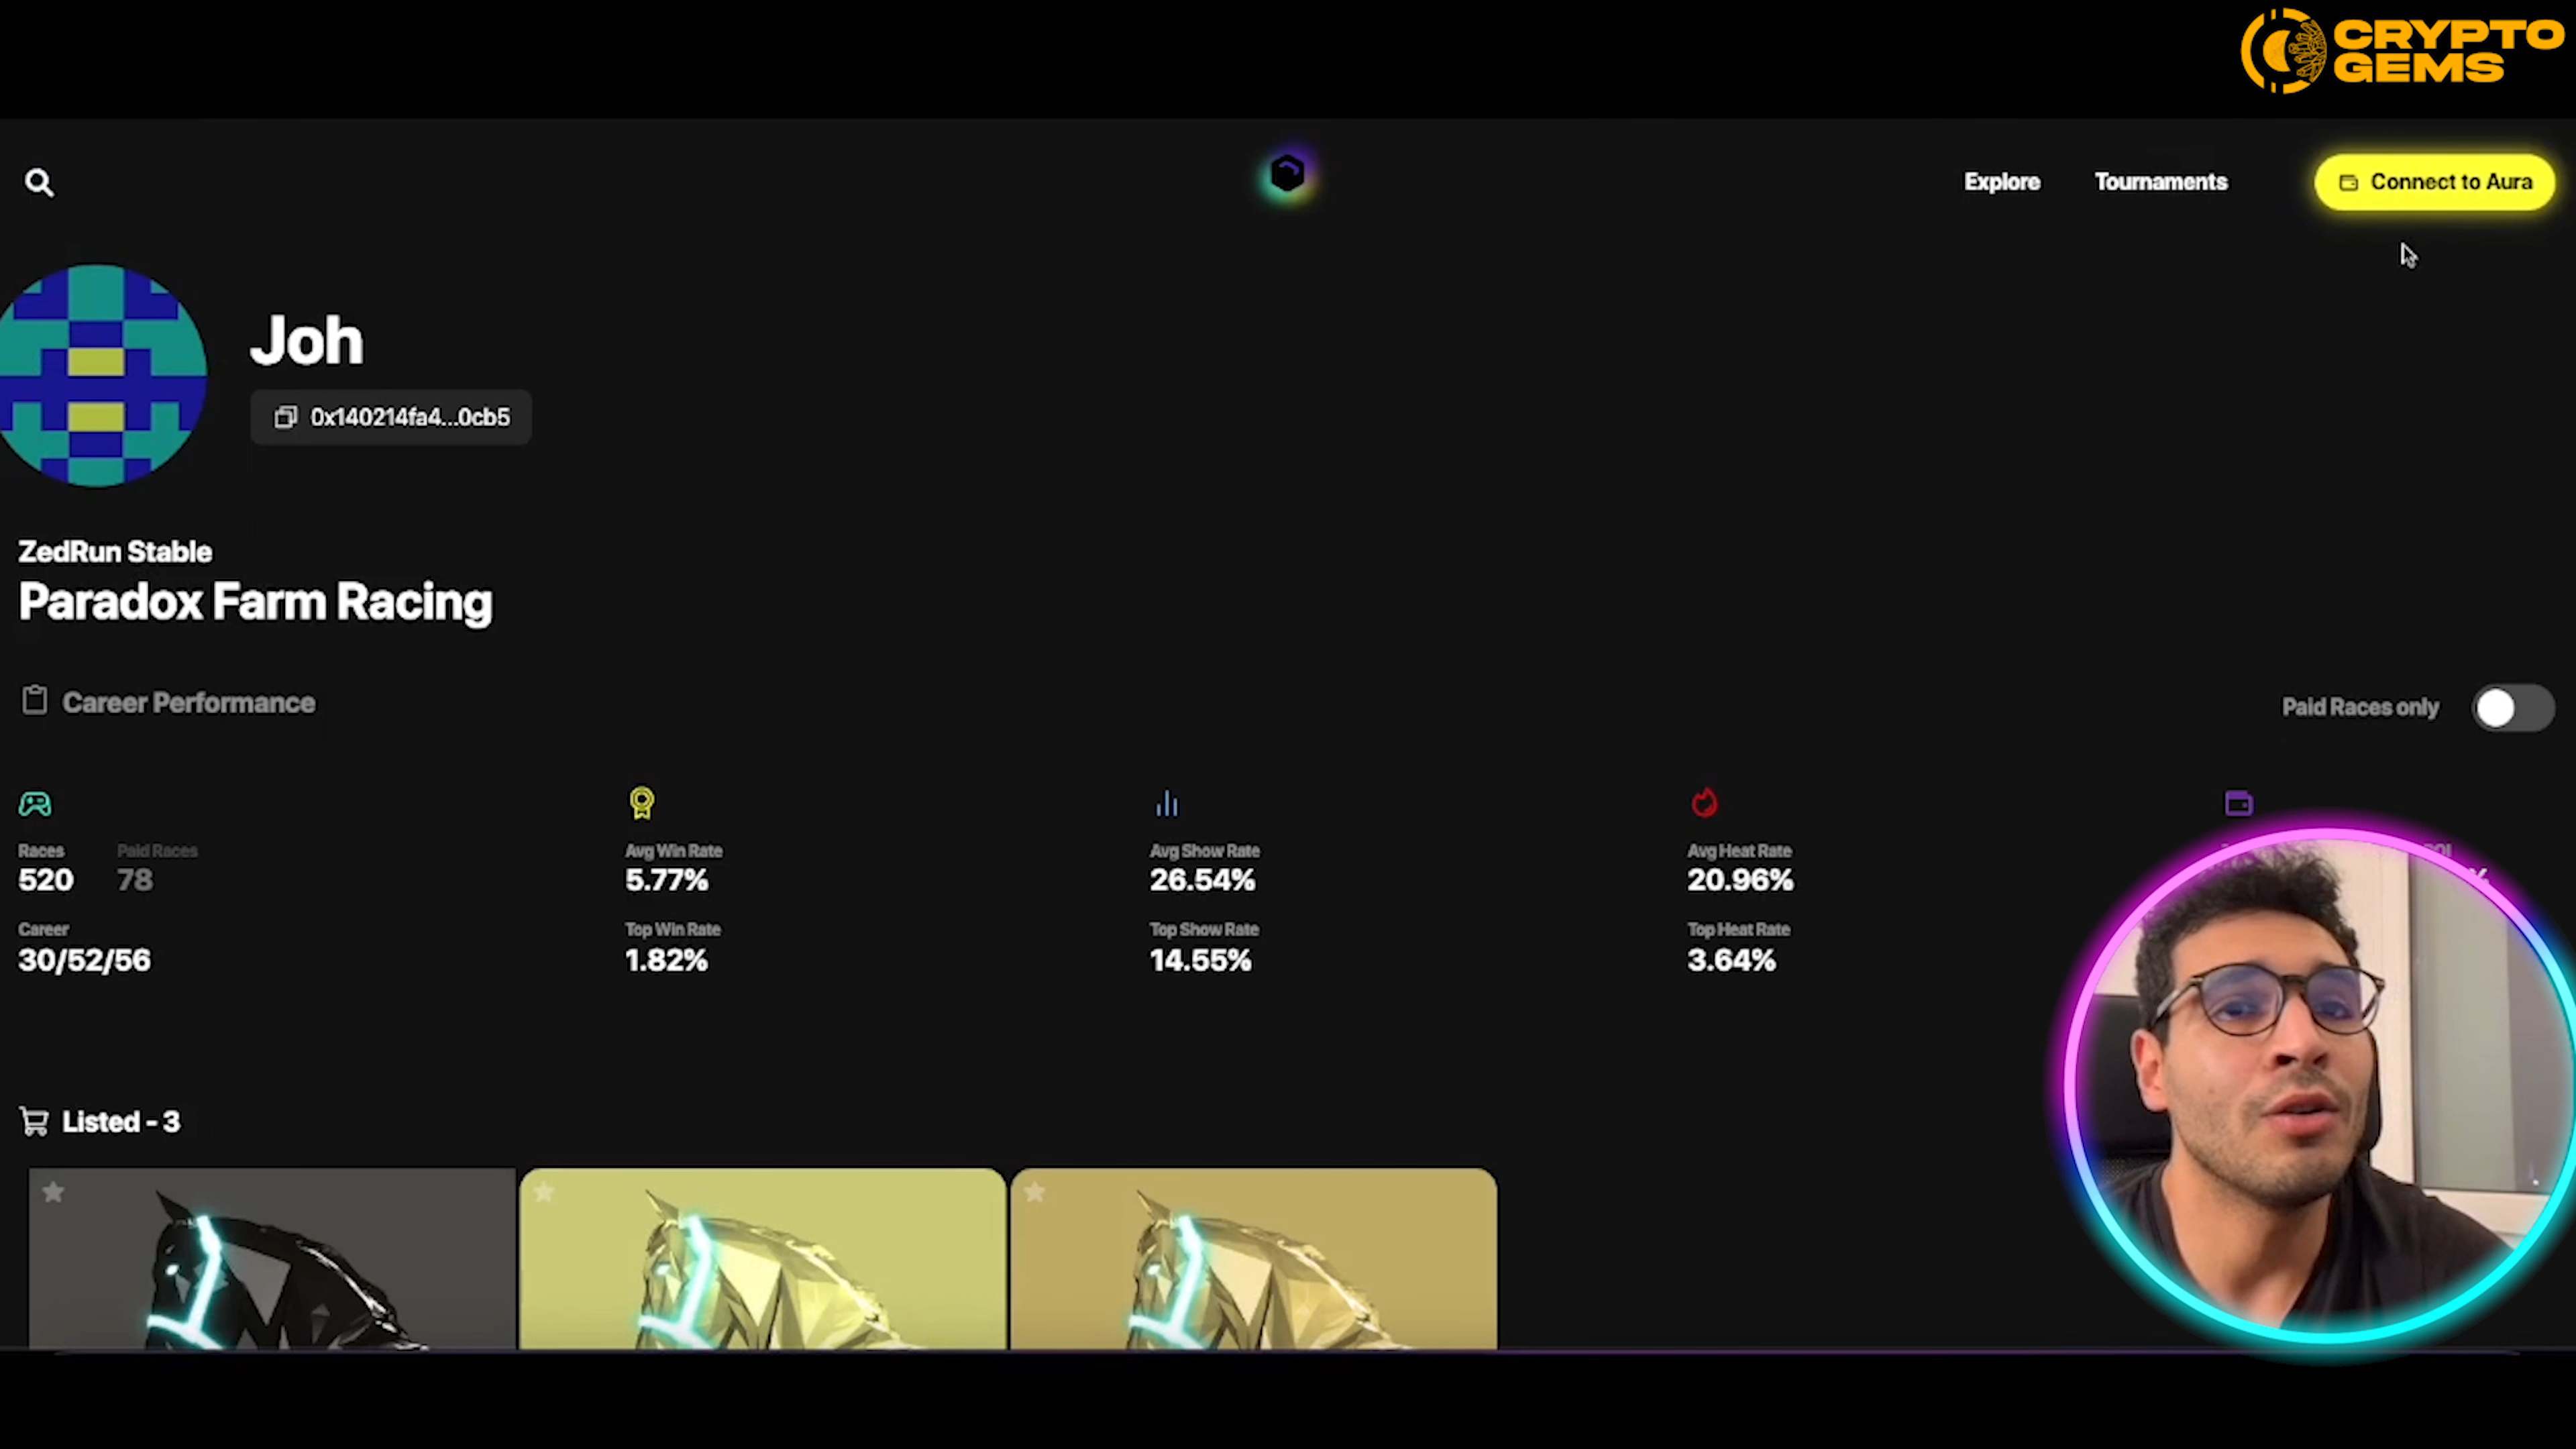 CRYPTO
GEMS
Explore
Tournaments
Connect to Aura
Joh
0x140214fa4...0cb5
ZedRun Stable
Paradox Farm Racing
Career Performance
Paid Races only
Races
Paid Races
Avg Win Rate
Avg Show Rate
Avg Heat Rate
520
78
5.77%
26.54%
20.96%
Career
Top Win Rate
Top Show Rate
Top Heat Rate
30/52/56
1.82%
14.55%
3.64%
Listed - 3